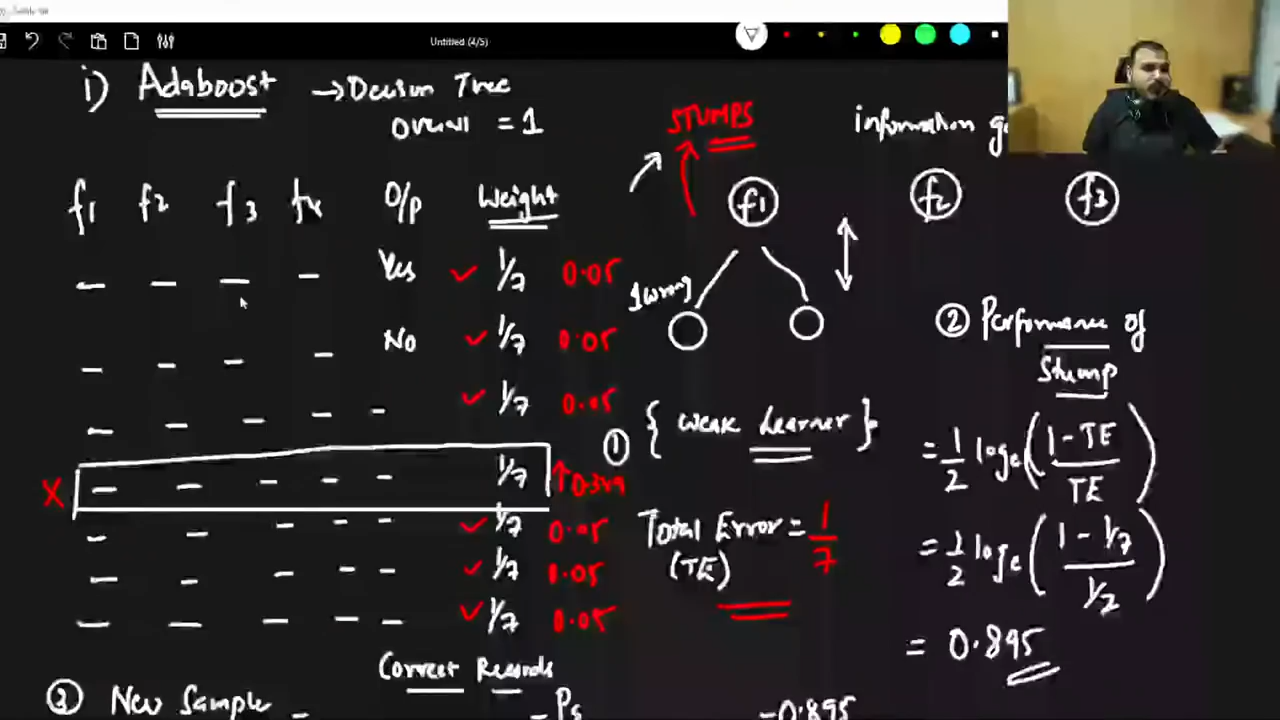 Untitled (4/5)
i) Adaboost → Decision Tree
Overall = 1
STUMPS
information g
f1 f2 f3 f4 O/p Weight
f1 f2 f3
Yes ✓ 1/7 0.05
No ✓ 1/7 0.05
✓ 1/7 0.05
X 1/7 ↑0.349
✓ 1/7 0.05
✓ 1/7 0.05
✓ 1/7 0.05
① { Weak Learner }
Total Error = 1/7
(TE)
② Performance of
Stump
= 1/2 loge (1 - TE / TE)
= 1/2 loge (1 - 1/7 / 1/7)
= 0.895
Correct Records
③ New Sample = - Ps -0.895